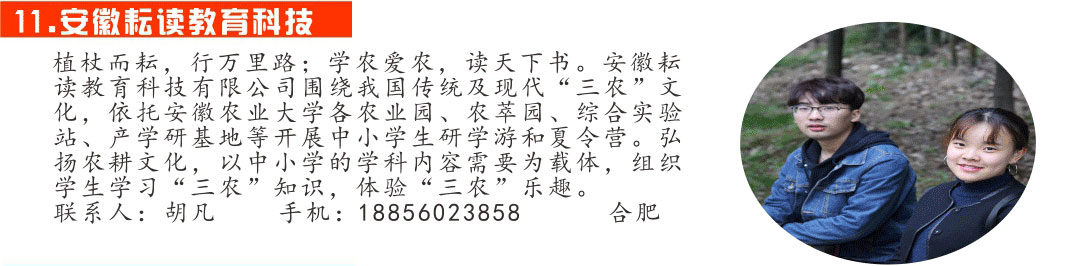 11.安徽耘读教育科技
植杖而耘，行万里路；学农爱农，读天下书。安徽耘
读教育科技有限公司围绕我国传统及现代“三农”文
化，依托安徽农业大学各农业园、农萃园、综合实验
站、产学研基地等开展中小学生研学游和夏令营。弘
扬农耕文化，以中小学的学科内容需要为载体，组织
学生学习“三农”知识，体验“三农”乐趣。
联系人：胡凡 手机：18856023858 合肥